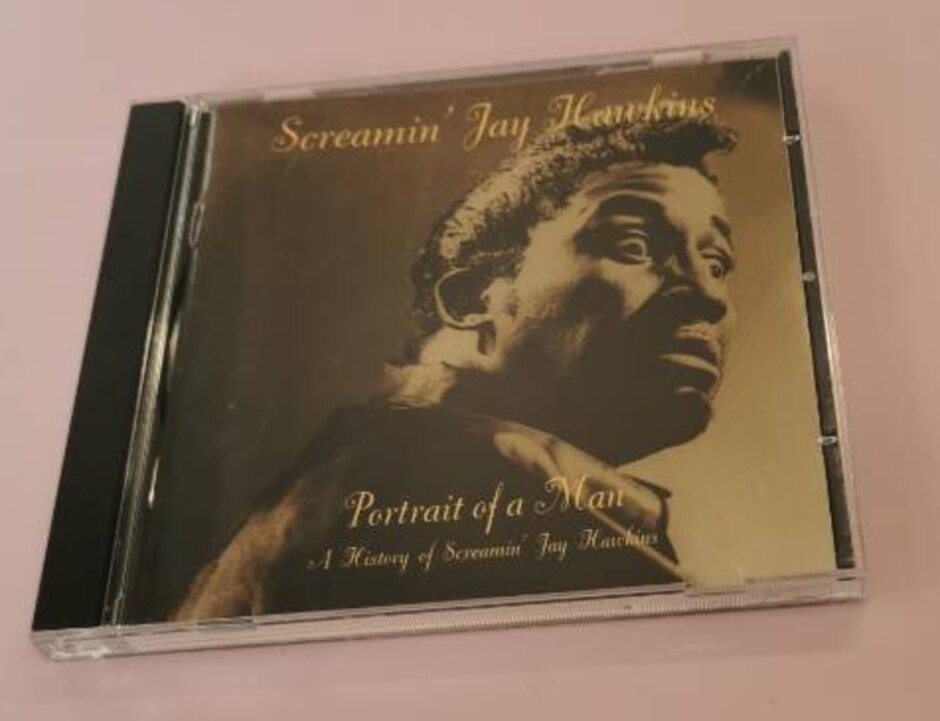 Screamin' Jay Hawkins
Portrait of a Man
A History of Screamin' Jay Hawkins